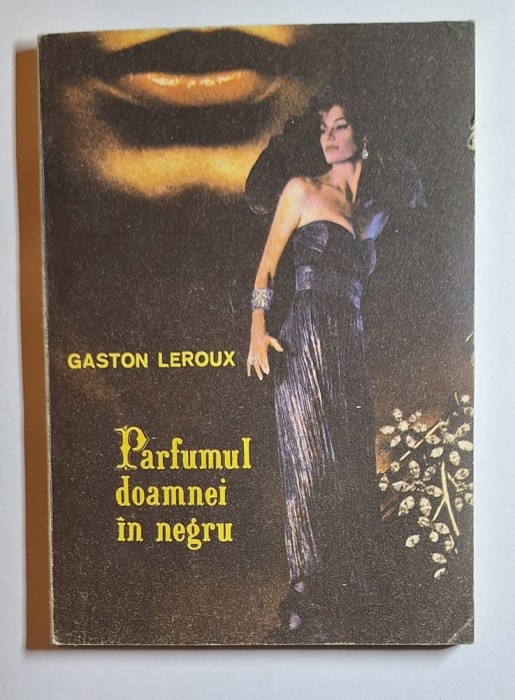 GASTON LEROUX
Parfumul
doamnei
în negru